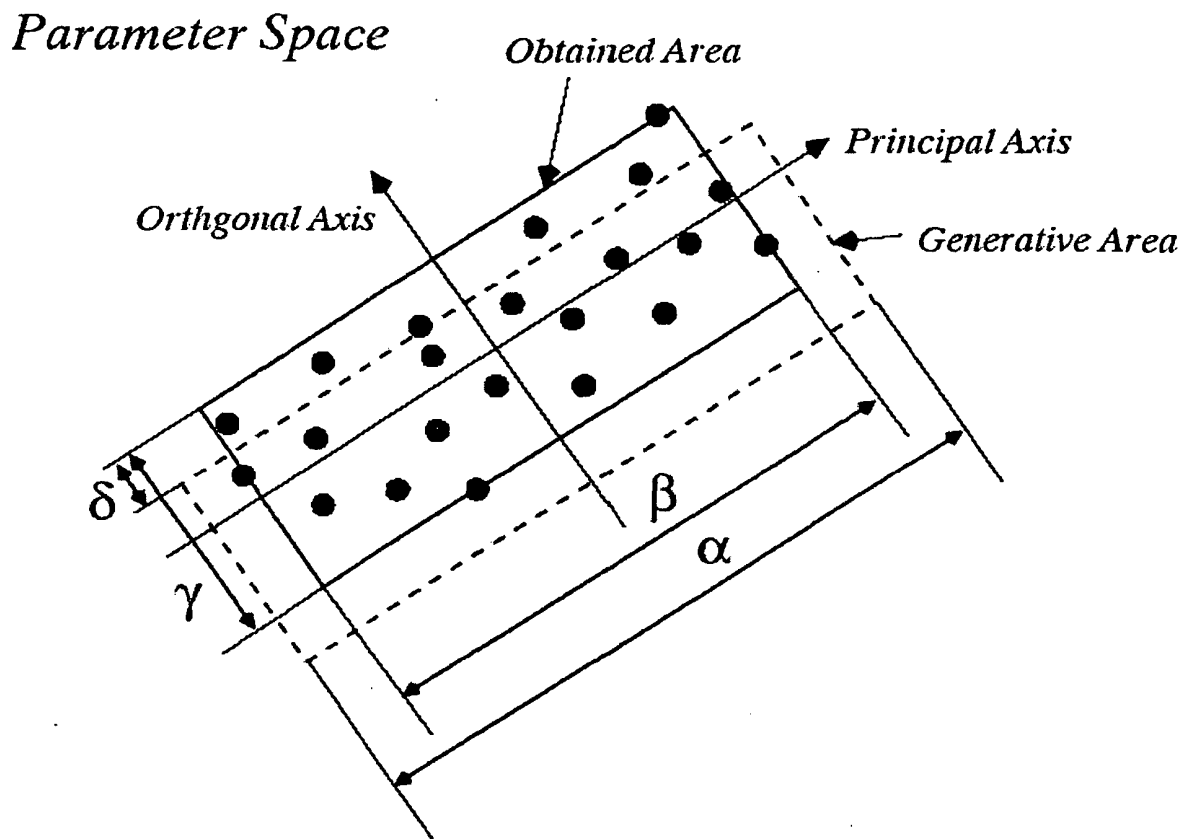 Parameter Space
Obtained Area
Principal Axis
Orthgonal Axis
Generative Area
δ
β
α
γ